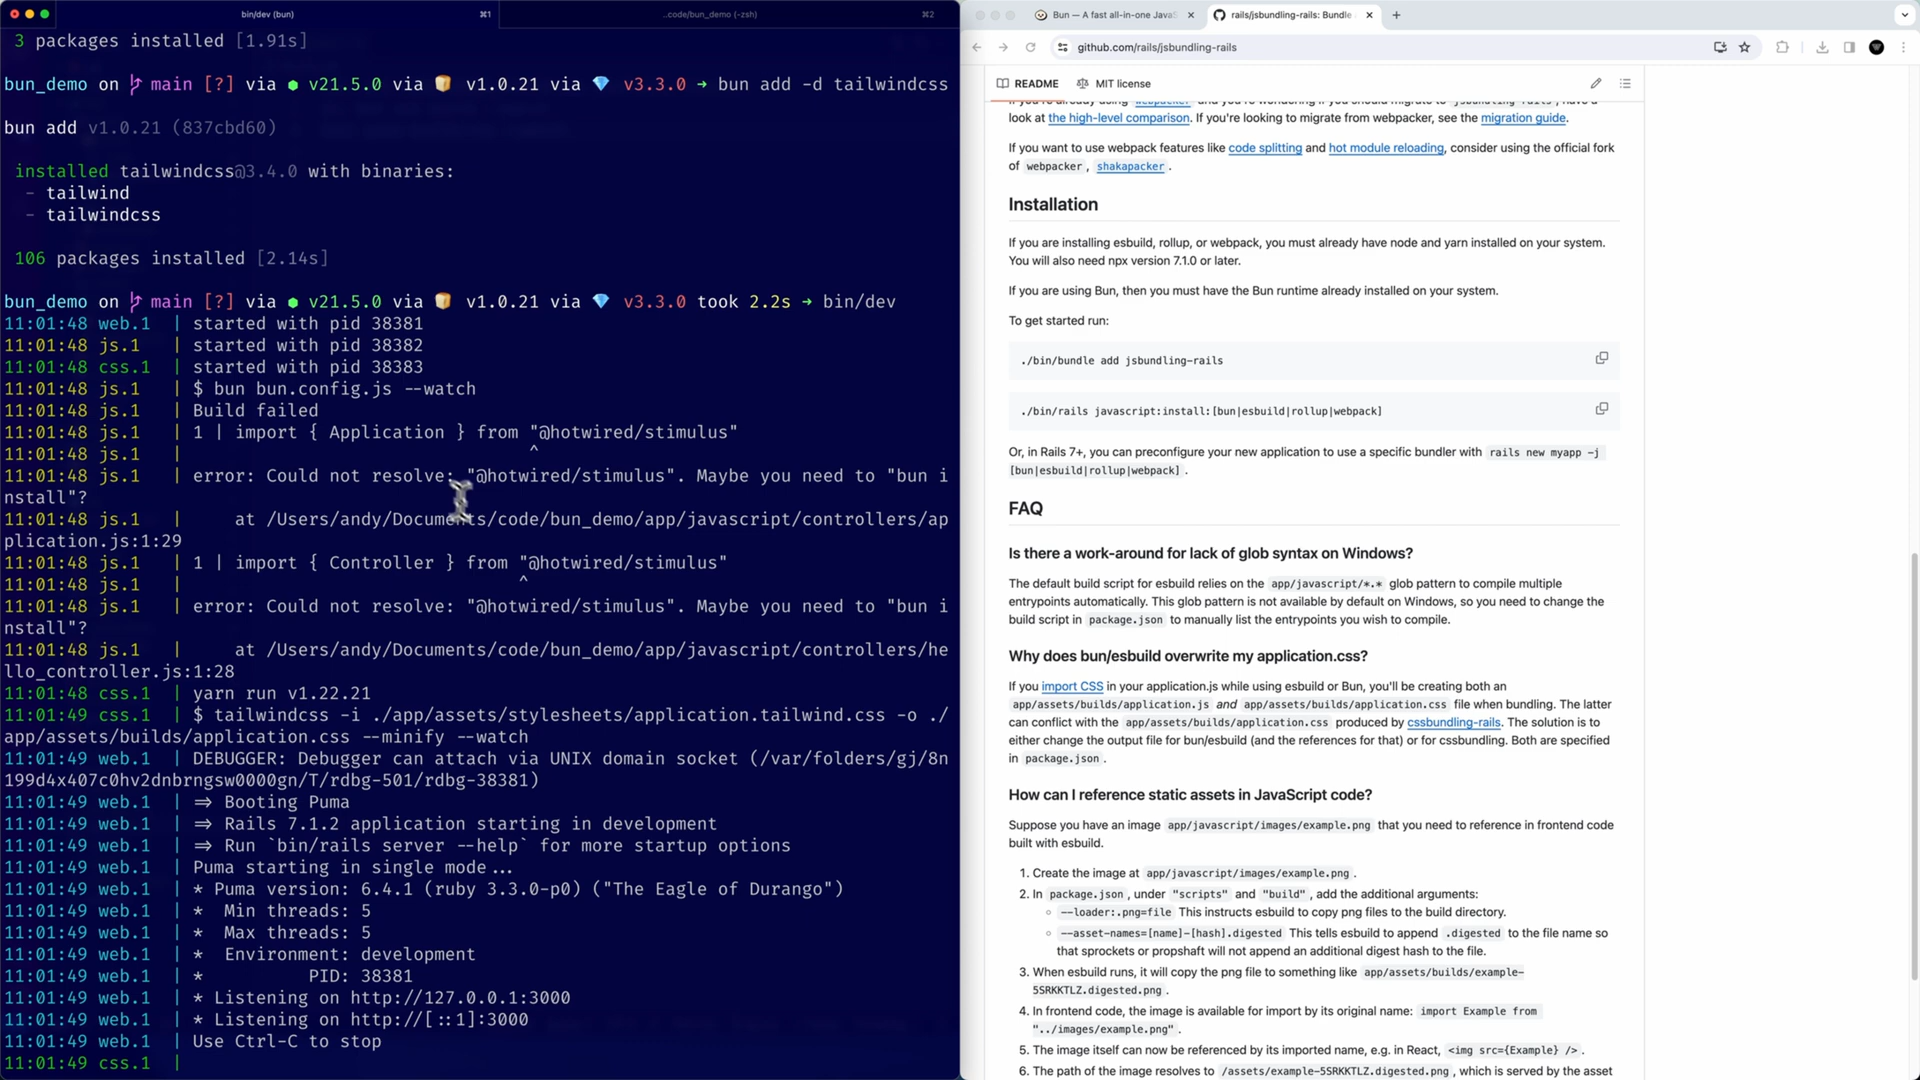 bin/dev (bun)
⌘1
..code/bun_demo (-zsh)
⌘2
3 packages installed [1.91s]
bun_demo on main [?] via v21.5.0 via v1.0.21 via v3.3.0 → bun add -d tailwindcss
bun add v1.0.21 (837cbd60)
installed tailwindcss@3.4.0 with binaries:
- tailwind
- tailwindcss
106 packages installed [2.14s]
bun_demo on main [?] via v21.5.0 via v1.0.21 via v3.3.0 took 2.2s → bin/dev
11:01:48 web.1 | started with pid 38381
11:01:48 js.1 | started with pid 38382
11:01:48 css.1 | started with pid 38383
11:01:48 js.1 | $ bun bun.config.js --watch
11:01:48 js.1 | Build failed
11:01:48 js.1 | 1 | import { Application } from "@hotwired/stimulus"
11:01:48 js.1 | ^
11:01:48 js.1 | error: Could not resolve: "@hotwired/stimulus". Maybe you need to "bun i
nstall"?
11:01:48 js.1 | at /Users/andy/Documents/code/bun_demo/app/javascript/controllers/ap
plication.js:1:29
11:01:48 js.1 | 1 | import { Controller } from "@hotwired/stimulus"
11:01:48 js.1 | ^
11:01:48 js.1 | error: Could not resolve: "@hotwired/stimulus". Maybe you need to "bun i
nstall"?
11:01:48 js.1 | at /Users/andy/Documents/code/bun_demo/app/javascript/controllers/he
llo_controller.js:1:28
11:01:48 css.1 | yarn run v1.22.21
11:01:49 css.1 | $ tailwindcss -i ./app/assets/stylesheets/application.tailwind.css -o ./
app/assets/builds/application.css --minify --watch
11:01:49 web.1 | DEBUGGER: Debugger can attach via UNIX domain socket (/var/folders/gj/8n
199d4x407c0hv2dnbrngsw0000gn/T/rdbg-501/rdbg-38381)
11:01:49 web.1 | => Booting Puma
11:01:49 web.1 | => Rails 7.1.2 application starting in development
11:01:49 web.1 | => Run `bin/rails server --help` for more startup options
11:01:49 web.1 | Puma starting in single mode...
11:01:49 web.1 | * Puma version: 6.4.1 (ruby 3.3.0-p0) ("The Eagle of Durango")
11:01:49 web.1 | * Min threads: 5
11:01:49 web.1 | * Max threads: 5
11:01:49 web.1 | * Environment: development
11:01:49 web.1 | * PID: 38381
11:01:49 web.1 | * Listening on http://127.0.0.1:3000
11:01:49 web.1 | * Listening on http://[::1]:3000
11:01:49 web.1 | Use Ctrl-C to stop
11:01:49 css.1 |
Bun — A fast all-in-one JavaS
rails/jsbundling-rails: Bundle
github.com/rails/jsbundling-rails
README
MIT license
If you're already using webpacker and you're wondering if you should migrate to jsbundling-rails, have a
look at the high-level comparison. If you're looking to migrate from webpacker, see the migration guide.
If you want to use webpack features like code splitting and hot module reloading, consider using the official fork
of webpacker, shakapacker.
Installation
If you are installing esbuild, rollup, or webpack, you must already have node and yarn installed on your system.
You will also need npx version 7.1.0 or later.
If you are using Bun, then you must have the Bun runtime already installed on your system.
To get started run:
./bin/bundle add jsbundling-rails
./bin/rails javascript:install:[bun|esbuild|rollup|webpack]
Or, in Rails 7+, you can preconfigure your new application to use a specific bundler with rails new myapp -j
[bun|esbuild|rollup|webpack].
FAQ
Is there a work-around for lack of glob syntax on Windows?
The default build script for esbuild relies on the app/javascript/*.* glob pattern to compile multiple
entrypoints automatically. This glob pattern is not available by default on Windows, so you need to change the
build script in package.json to manually list the entrypoints you wish to compile.
Why does bun/esbuild overwrite my application.css?
If you import CSS in your application.js while using esbuild or Bun, you'll be creating both an
app/assets/builds/application.js and app/assets/builds/application.css file when bundling. The latter
can conflict with the app/assets/builds/application.css produced by cssbundling-rails. The solution is to
either change the output file for bun/esbuild (and the references for that) or for cssbundling. Both are specified
in package.json.
How can I reference static assets in JavaScript code?
Suppose you have an image app/javascript/images/example.png that you need to reference in frontend code
built with esbuild.
1. Create the image at app/javascript/images/example.png.
2. In package.json, under "scripts" and "build", add the additional arguments:
--loader:.png=file This instructs esbuild to copy png files to the build directory.
--asset-names=[name]-[hash].digested This tells esbuild to append .digested to the file name so
that sprockets or propshaft will not append an additional digest hash to the file.
3. When esbuild runs, it will copy the png file to something like app/assets/builds/example-
5SRKKTLZ.digested.png.
4. In frontend code, the image is available for import by its original name: import Example from
"../images/example.png".
5. The image itself can now be referenced by its imported name, e.g. in React, <img src={Example} />.
6. The path of the image resolves to /assets/example-5SRKKTLZ.digested.png, which is served by the asset